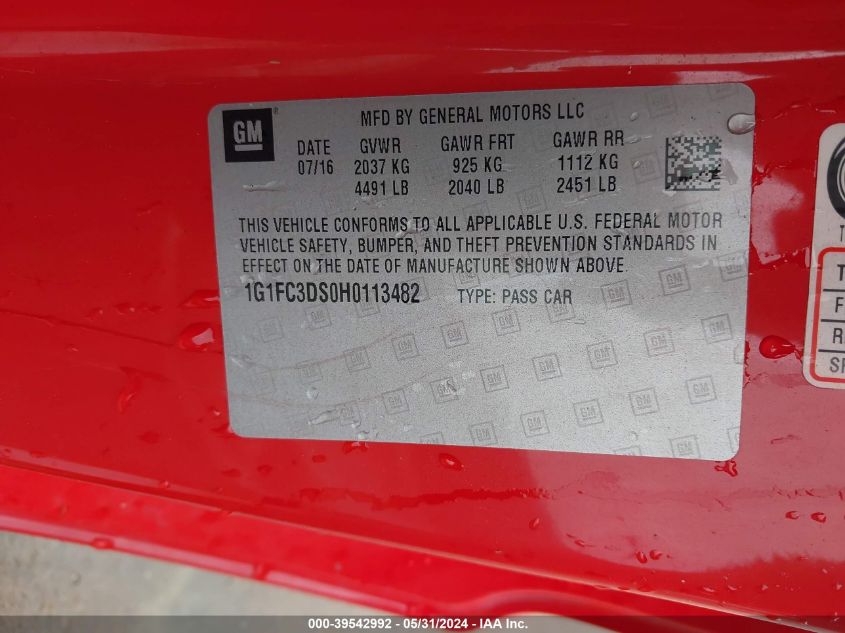 GM
MFD BY GENERAL MOTORS LLC
DATE GVWR GAWR FRT GAWR RR
07/16 2037 KG 925 KG 1112 KG
4491 LB 2040 LB 2451 LB
THIS VEHICLE CONFORMS TO ALL APPLICABLE U.S. FEDERAL MOTOR
VEHICLE SAFETY, BUMPER, AND THEFT PREVENTION STANDARDS IN
EFFECT ON THE DATE OF MANUFACTURE SHOWN ABOVE.
1G1FC3DS0H0113482 TYPE: PASS CAR
T
T
F
R
SP
000-39542992 - 05/31/2024 - IAA Inc.